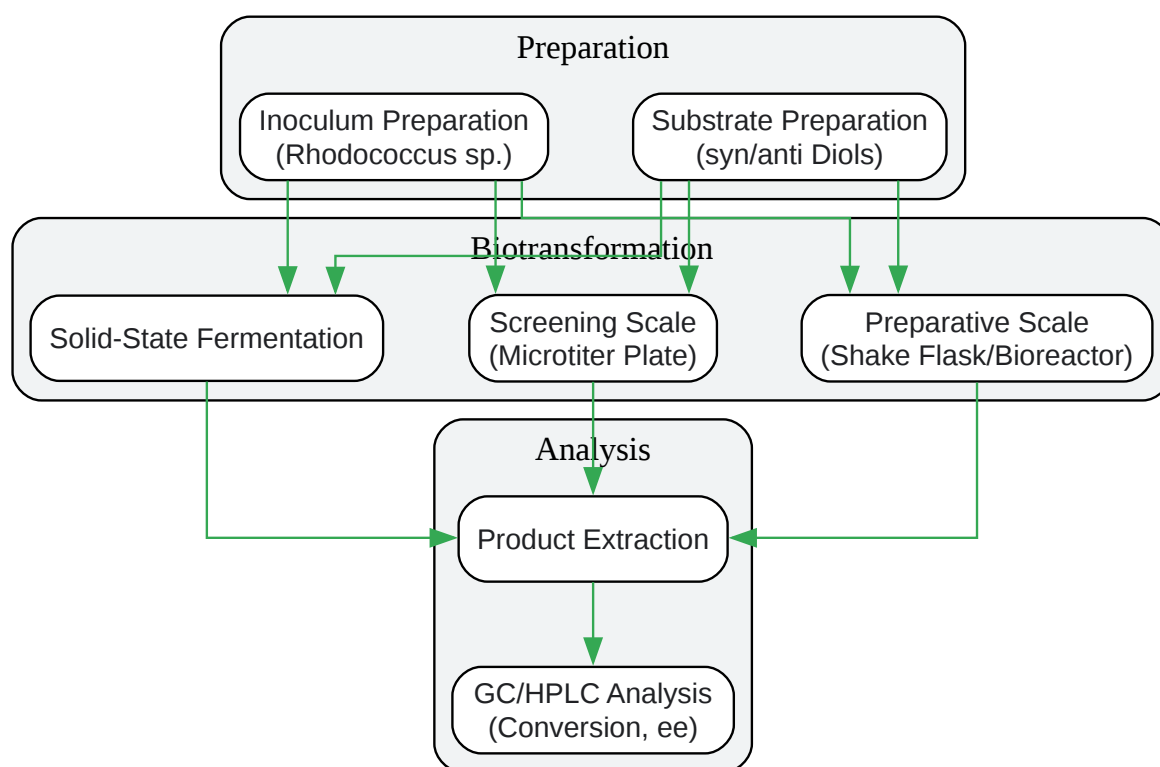 Preparation
Inoculum Preparation
(Rhodococcus sp.)
Substrate Preparation
(syn/anti Diols)
Biotransformation
Solid-State Fermentation
Screening Scale
(Microtiter Plate)
Preparative Scale
(Shake Flask/Bioreactor)
Analysis
Product Extraction
GC/HPLC Analysis
(Conversion, ee)